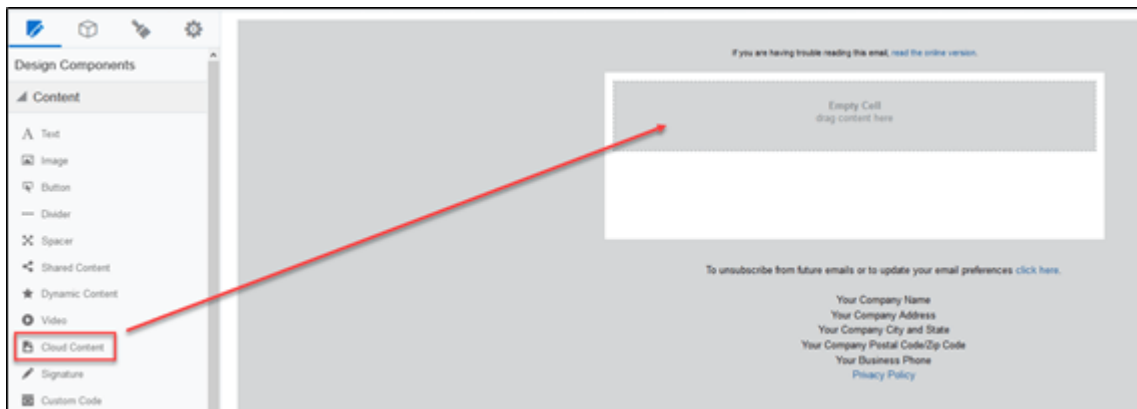 Design Components
Content
Text
Image
Button
Divider
Spacer
Shared Content
Dynamic Content
Video
Cloud Content
Signature
Custom Code
If you are having trouble reading this email, read the online version.
Empty Cell
drag content here
To unsubscribe from future emails or to update your email preferences click here.
Your Company Name
Your Company Address
Your Company City and State
Your Company Postal Code/Zip Code
Your Business Phone
Privacy Policy